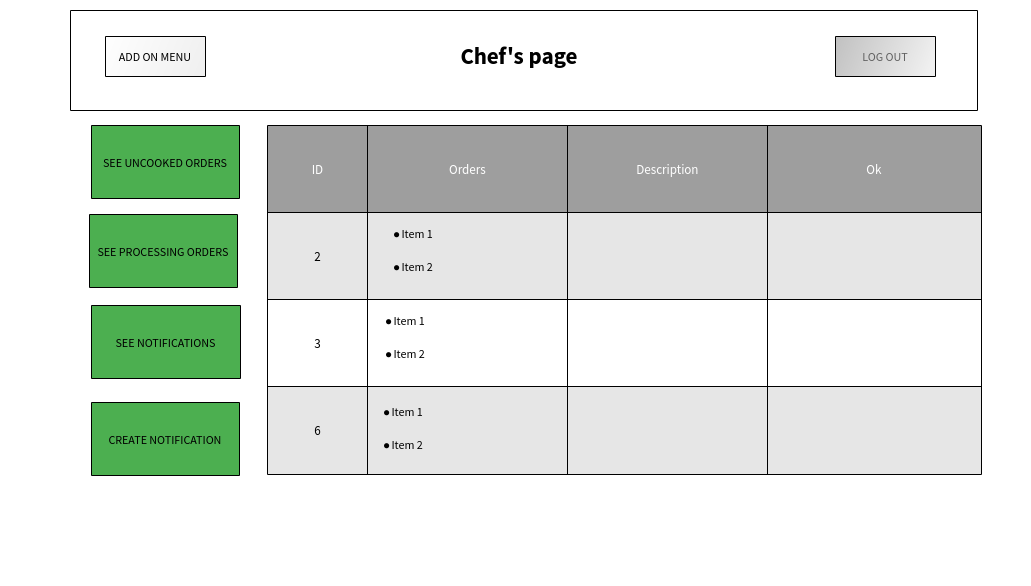 ADD ON MENU
Chef's page
LOG OUT
SEE UNCOOKED ORDERS
SEE PROCESSING ORDERS
SEE NOTIFICATIONS
CREATE NOTIFICATION
ID Orders Description Ok
2
● Item 1
● Item 2
3
● Item 1
● Item 2
6
● Item 1
● Item 2